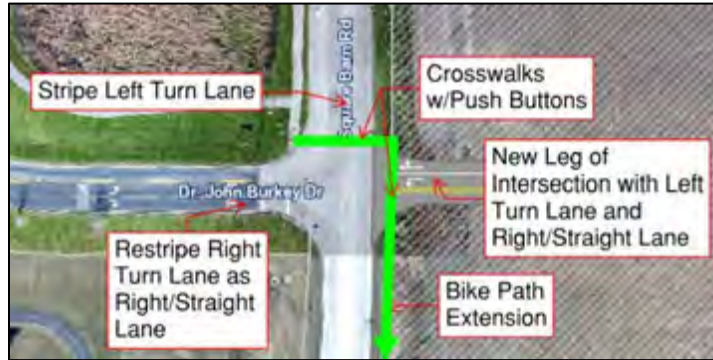 Stripe Left Turn Lane
Square Barn Rd
Crosswalks
w/Push Buttons
Dr. John Burkey Dr
New Leg of
Intersection with Left
Turn Lane and
Right/Straight Lane
Restripe Right
Turn Lane as
Right/Straight
Lane
Bike Path
Extension